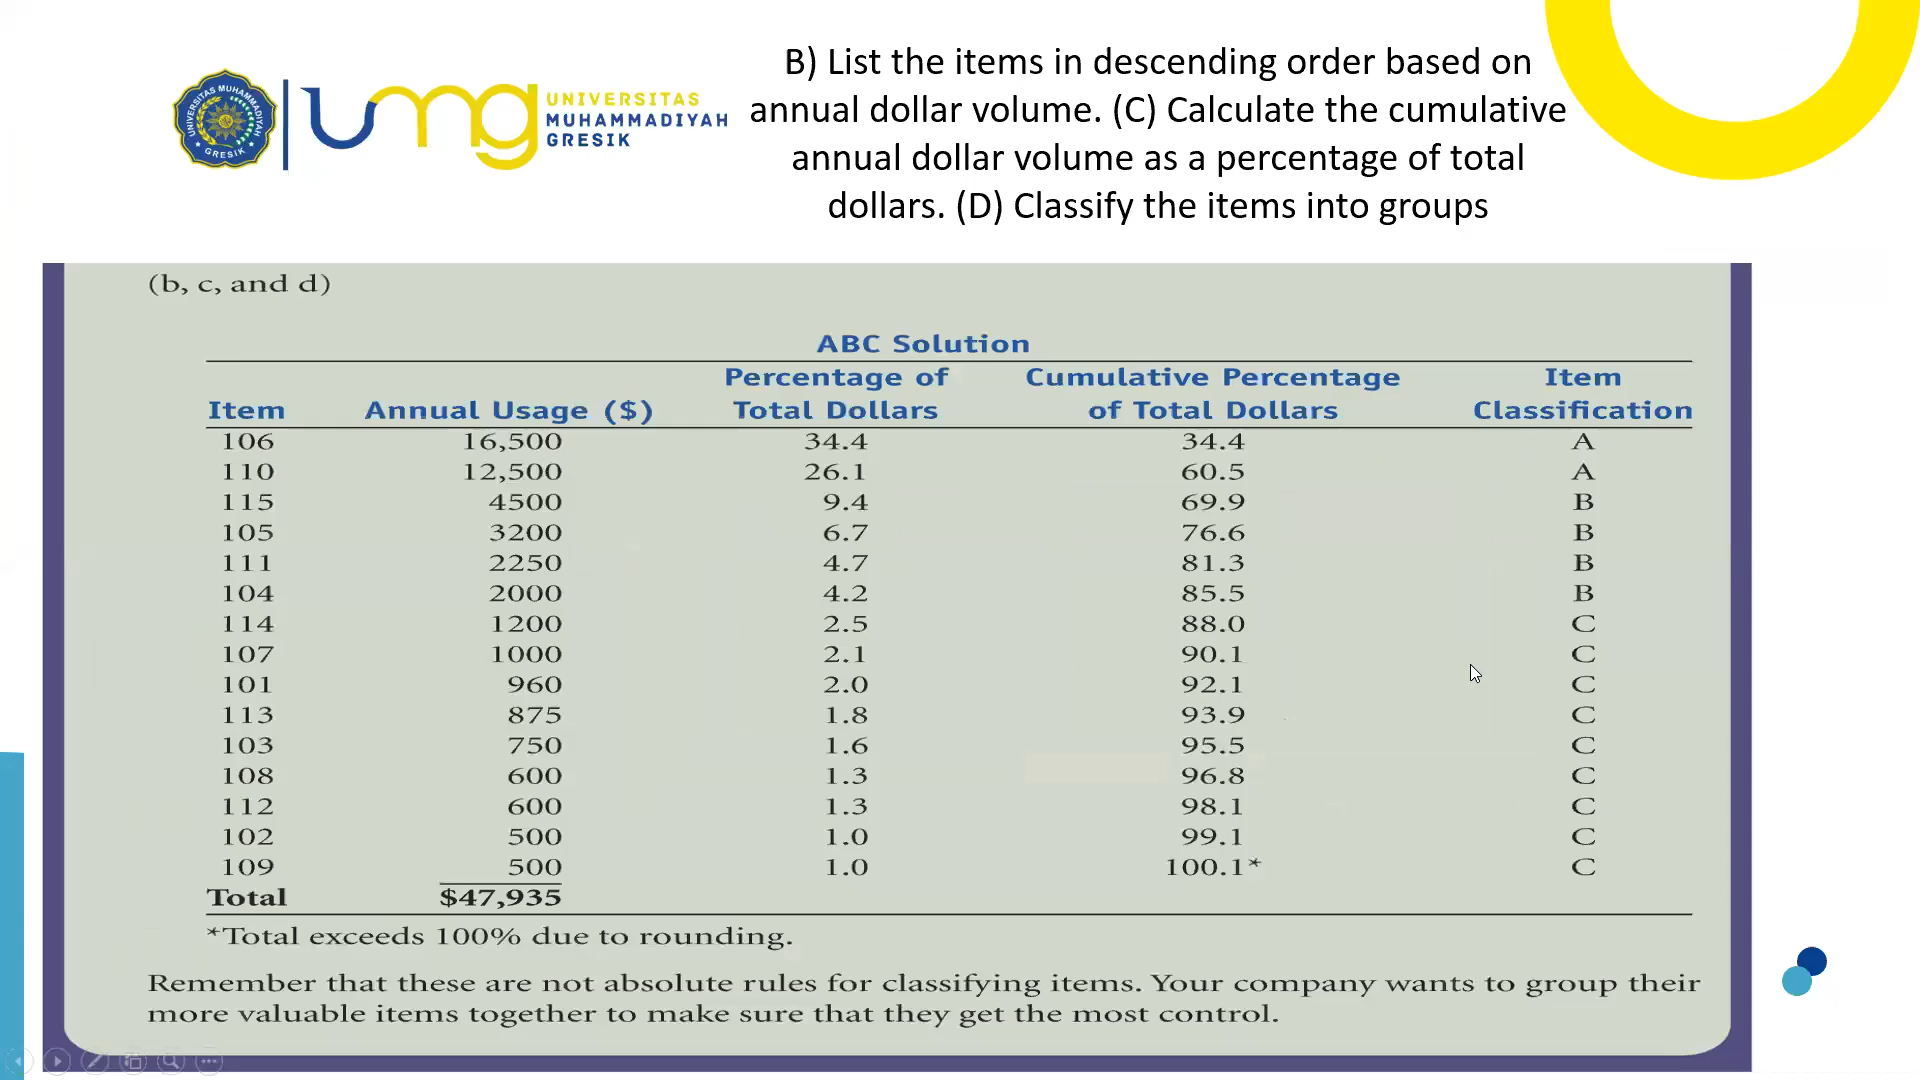 B) List the items in descending order based on
annual dollar volume. (C) Calculate the cumulative
annual dollar volume as a percentage of total
dollars. (D) Classify the items into groups
UNIVERSITAS MUHAMMADIYAH
GRESIK
umg
UNIVERSITAS
MUHAMMADIYAH
GRESIK
(b, c, and d)
ABC Solution
Percentage of Cumulative Percentage Item
Item Annual Usage ($) Total Dollars of Total Dollars Classification
106 16,500 34.4 34.4 A
110 12,500 26.1 60.5 A
115 4500 9.4 69.9 B
105 3200 6.7 76.6 B
111 2250 4.7 81.3 B
104 2000 4.2 85.5 B
114 1200 2.5 88.0 C
107 1000 2.1 90.1 C
101 960 2.0 92.1 C
113 875 1.8 93.9 C
103 750 1.6 95.5 C
108 600 1.3 96.8 C
112 600 1.3 98.1 C
102 500 1.0 99.1 C
109 500 1.0 100.1* C
Total $47,935
*Total exceeds 100% due to rounding.
Remember that these are not absolute rules for classifying items. Your company wants to group their
more valuable items together to make sure that they get the most control.